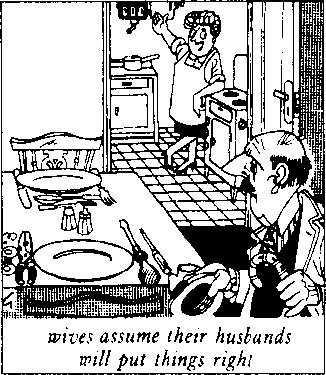 wives assume their husbands
will put things right